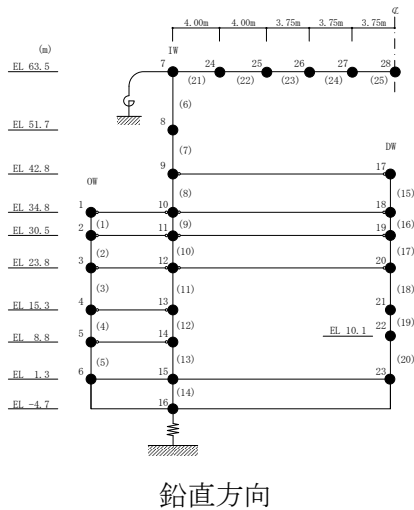 ℄
4.00m 4.00m 3.75m 3.75m 3.75m
(m) IW
EL 63.5 7 24 25 26 27 28
(21) (22) (23) (24) (25)
(6)
EL 51.7 8
(7)
EL 42.8 9 17
OW DW
(8) (15)
EL 34.8 1 10 18
(1) (9) (16)
EL 30.5 2 11 19
(2) (10) (17)
EL 23.8 3 12 20
(3) (11) (18)
EL 15.3 4 13 21
(4) (12) (19)
EL 8.8 5 14 EL 10.1 22
(5) (13) (20)
EL 1.3 6 15 23
(14)
EL -4.7 16
鉛直方向